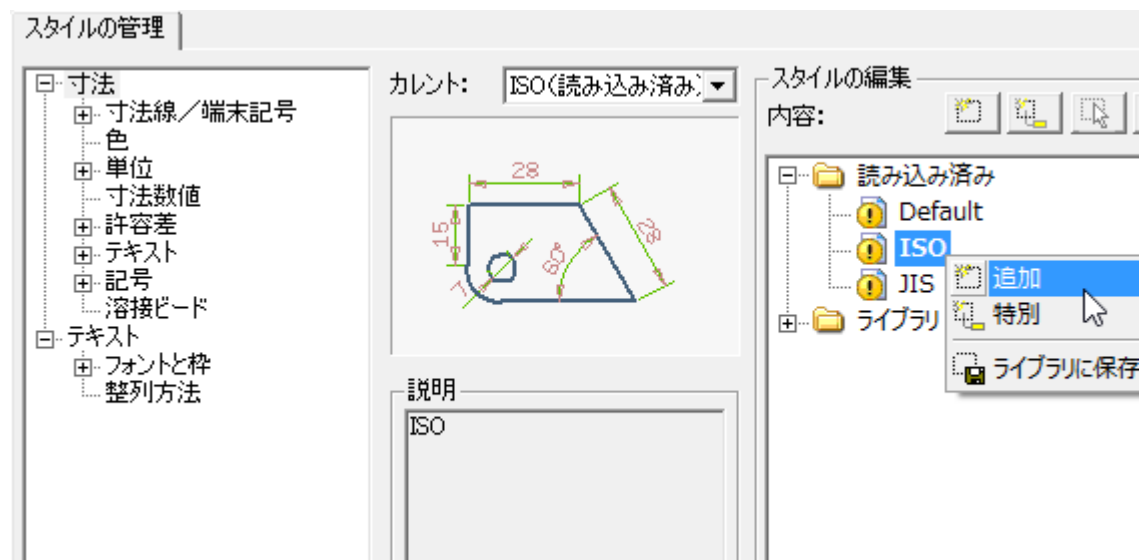 スタイルの管理
寸法
寸法線／端末記号
色
単位
寸法数値
許容差
テキスト
記号
溶接ビード
テキスト
フォントと枠
整列方法
カレント:
ISO(読み込み済み)
28
15
28
60°
7
説明
ISO
スタイルの編集
内容:
読み込み済み
Default
ISO
JIS
ライブラリ
追加
特別
ライブラリに保存